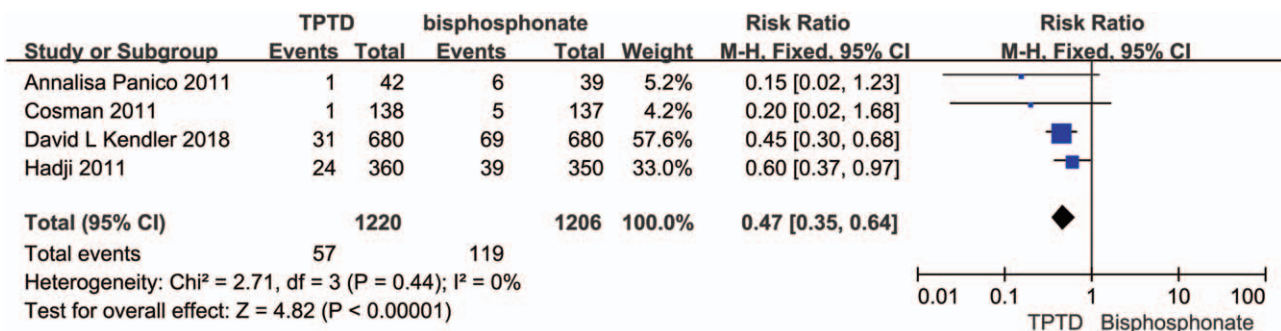 TPTD bisphosphonate Risk Ratio Risk Ratio
Study or Subgroup Events Total Events Total Weight M-H, Fixed, 95% CI M-H, Fixed, 95% CI
Annalisa Panico 2011 1 42 6 39 5.2% 0.15 [0.02, 1.23]
Cosman 2011 1 138 5 137 4.2% 0.20 [0.02, 1.68]
David L Kendler 2018 31 680 69 680 57.6% 0.45 [0.30, 0.68]
Hadji 2011 24 360 39 350 33.0% 0.60 [0.37, 0.97]
Total (95% CI) 1220 1206 100.0% 0.47 [0.35, 0.64]
Total events 57 119
Heterogeneity: Chi² = 2.71, df = 3 (P = 0.44); I² = 0%
Test for overall effect: Z = 4.82 (P < 0.00001)
0.01 0.1 1 10 100
TPTD Bisphosphonate